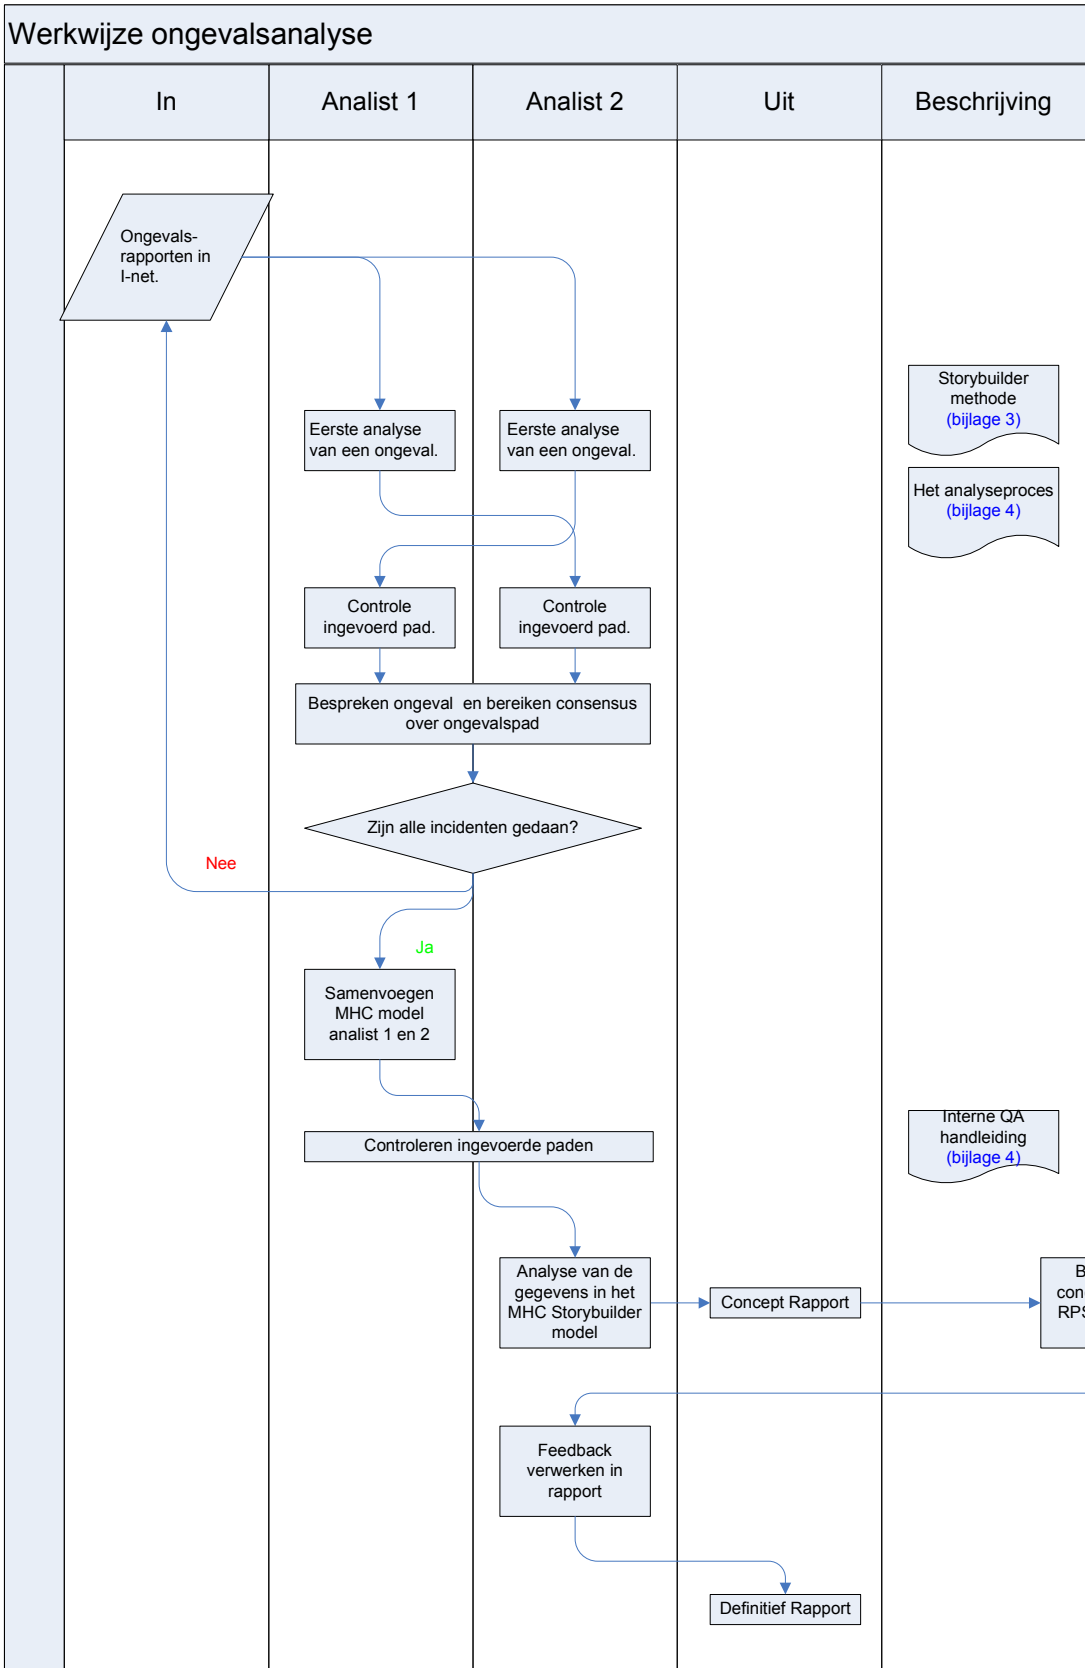 Werkwijze ongevalsanalyse
In
Analist 1
Analist 2
Uit
Beschrijving
Ongevals-
rapporten in
I-net.
Storybuilder
methode
(bijlage 3)
Eerste analyse
van een ongeval.
Eerste analyse
van een ongeval.
Het analyseproces
(bijlage 4)
Controle
ingevoerd pad.
Controle
ingevoerd pad.
Bespreken ongeval en bereiken consensus
over ongevalspad
Zijn alle incidenten gedaan?
Nee
Ja
Samenvoegen
MHC model
analist 1 en 2
Interne QA
handleiding
(bijlage 4)
Controleren ingevoerde paden
Analyse van de
gegevens in het
MHC Storybuilder
model
Concept Rapport
Feedback
verwerken in
rapport
Definitief Rapport